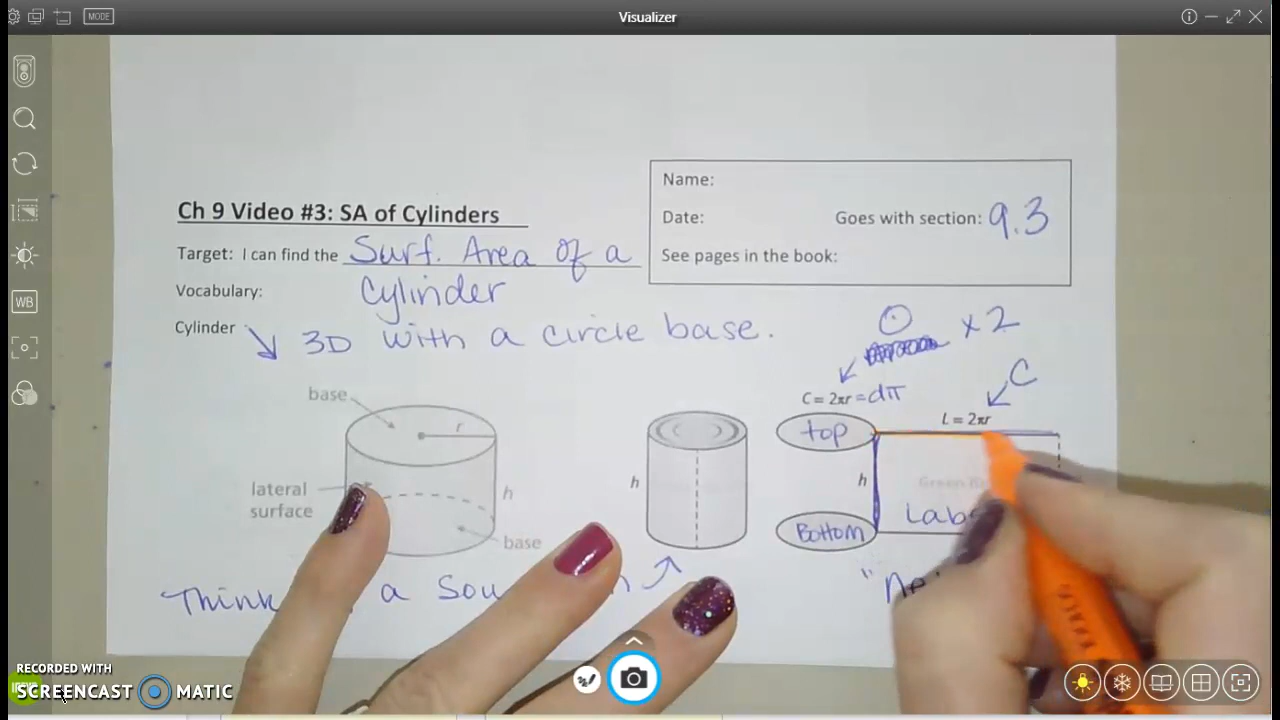 MODE
Visualizer
WB
Name:
Date:
Goes with section: 9.3
See pages in the book:
Ch 9 Video #3: SA of Cylinders
Target: I can find the Surf. Area of a
Vocabulary: Cylinder
Cylinder ↘ 3D with a circle base.
x 2
C
C = 2πr = dπ
L = 2πr
base
r
lateral
surface
h
base
h
top
h
Bottom
Think a
RECORDED WITH
SCREENCAST MATIC